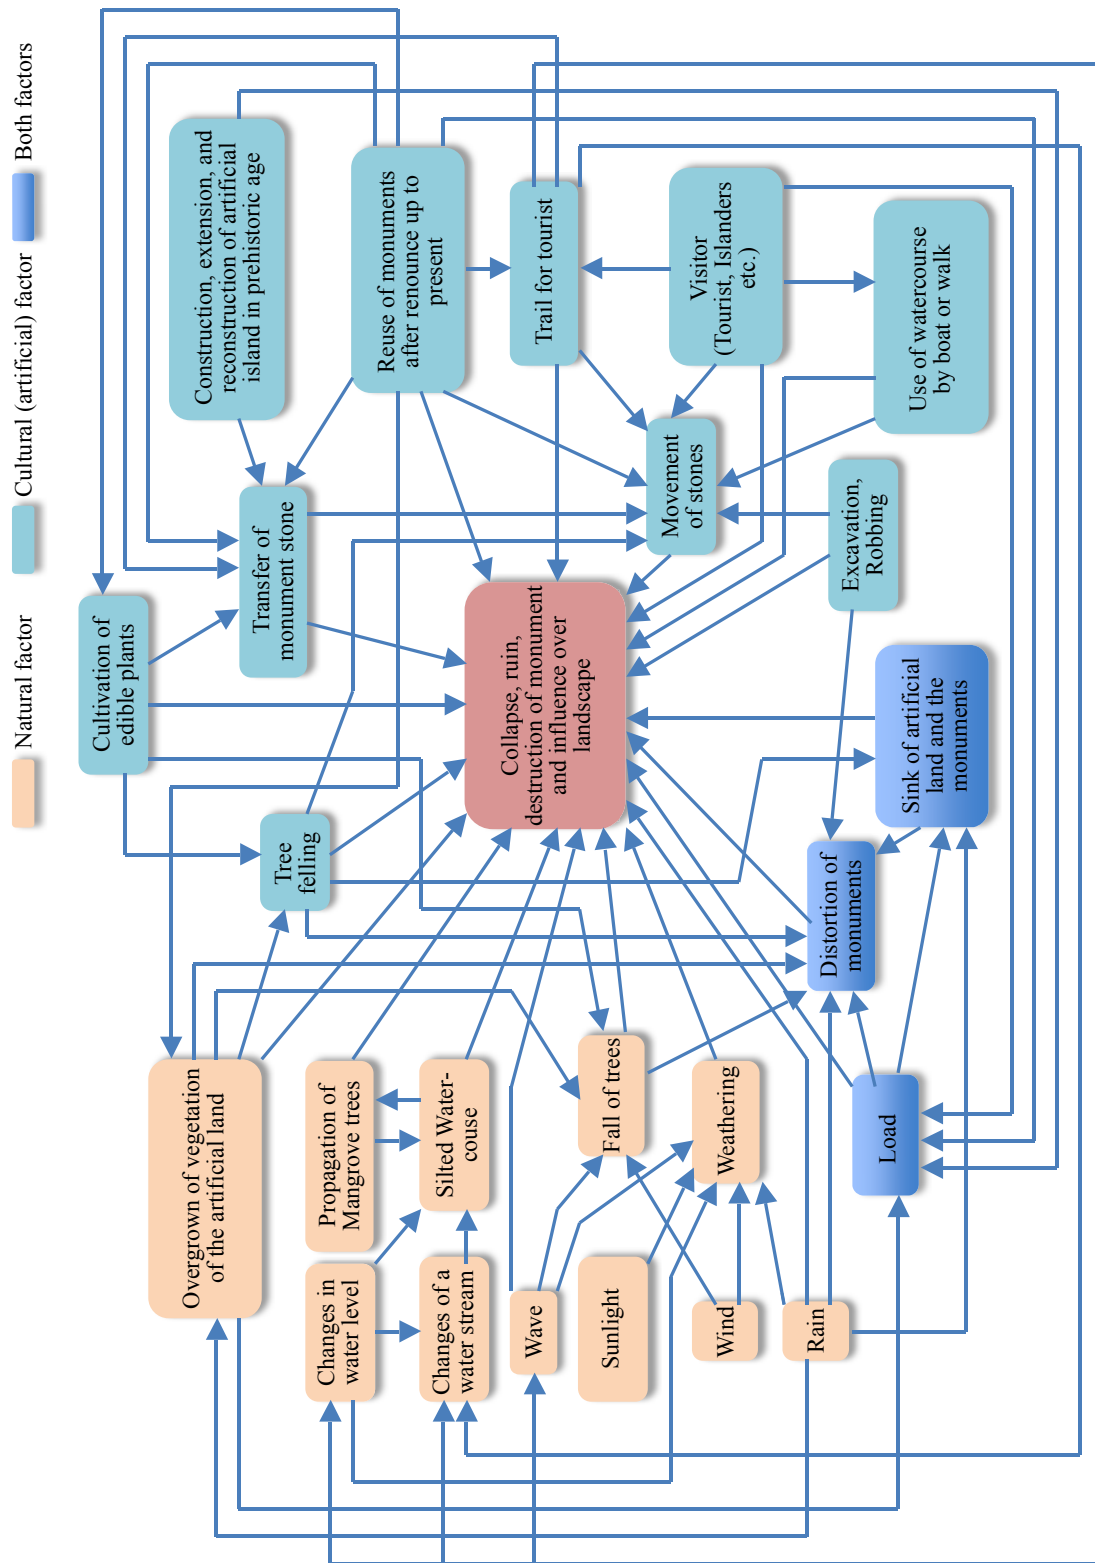 Natural factor
Cultural (artificial) factor
Both factors
Overgrown of vegetation
of the artificial land
Cultivation of
edible plants
Tree
felling
Transfer of
monument stone
Construction, extension, and
reconstruction of artificial
island in prehistoric age
Changes in
water level
Propagation of
Mangrove trees
Reuse of monuments
after renounce up to
present
Changes of a
water stream
Silted Water-
couse
Collapse, ruin,
destruction of monument
and influence over
landscape
Wave
Trail for tourist
Sunlight
Fall of trees
Movement
of stones
Visitor
(Tourist, Islanders
etc.)
Wind
Weathering
Rain
Distortion of
monuments
Excavation,
Robbing
Load
Sink of artificial
land and the
monuments
Use of watercourse
by boat or walk